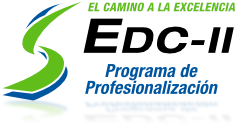 EL CAMINO A LA EXCELENCIA
EDC-II
Programa de
Profesionalización